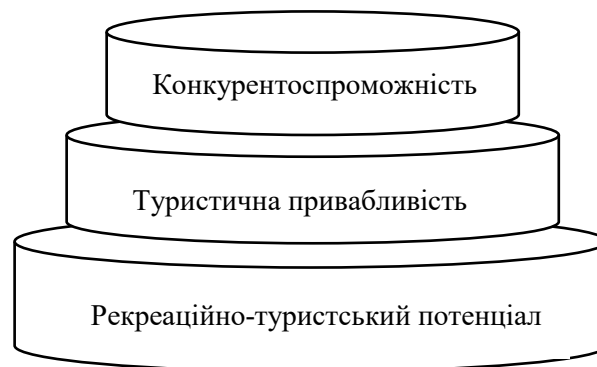 Конкурентоспроможність
Туристична привабливість
Рекреаційно-туристський потенціал